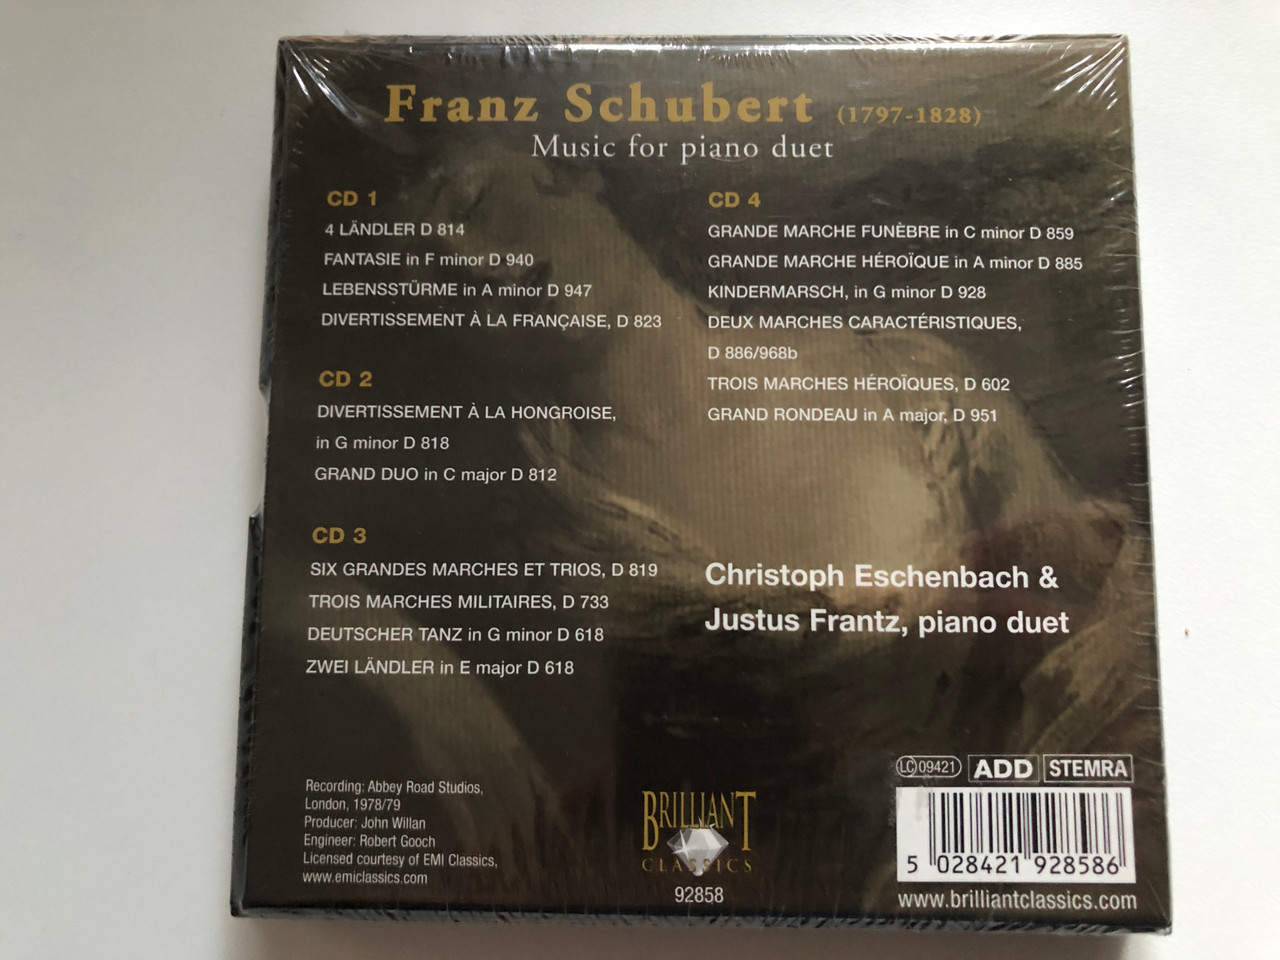 Franz Schubert (1797-1828)
Music for piano duet
CD 1
4 LÄNDLER D 814
FANTASIE in F minor D 940
LEBENSSTÜRME in A minor D 947
DIVERTISSEMENT À LA FRANÇAISE, D 823
CD 2
DIVERTISSEMENT À LA HONGROISE,
in G minor D 818
GRAND DUO in C major D 812
CD 3
SIX GRANDES MARCHES ET TRIOS, D 819
TROIS MARCHES MILITAIRES, D 733
DEUTSCHER TANZ in G minor D 618
ZWEI LÄNDLER in E major D 618
CD 4
GRANDE MARCHE FUNÈBRE in C minor D 859
GRANDE MARCHE HÉROÏQUE in A minor D 885
KINDERMARSCH, in G minor D 928
DEUX MARCHES CARACTÉRISTIQUES,
D 886/968b
TROIS MARCHES HÉROÏQUES, D 602
GRAND RONDEAU in A major, D 951
Christoph Eschenbach &
Justus Frantz, piano duet
Recording: Abbey Road Studios,
London, 1978/79
Producer: John Willan
Engineer: Robert Gooch
Licensed courtesy of EMI Classics,
www.emiclassics.com
BRILLIANT
CLASSICS
92858
LC 09421 ADD STEMRA
5 028421 928586
www.brilliantclassics.com